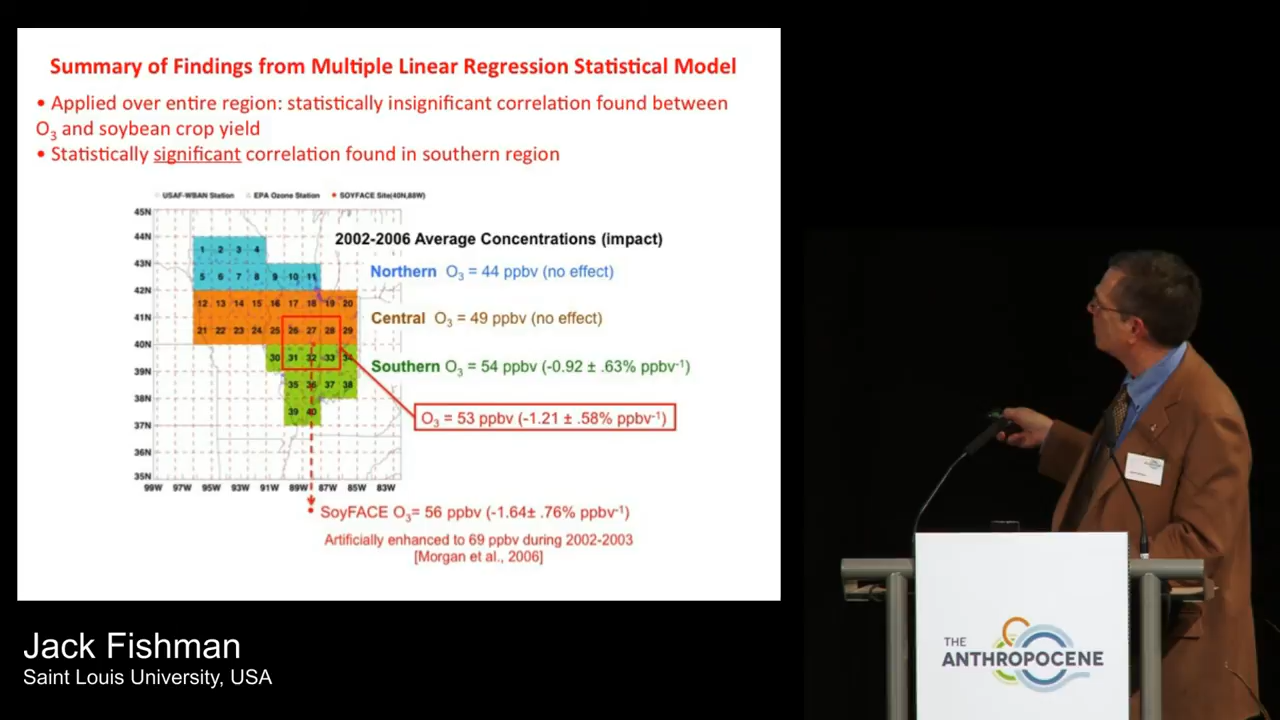 Summary of Findings from Multiple Linear Regression Statistical Model
• Applied over entire region: statistically insignificant correlation found between
O₃ and soybean crop yield
• Statistically significant correlation found in southern region
USAF-WBAN Station EPA Ozone Station SOYFACE Site(40N,88W)
45N
44N
43N
42N
41N
40N
39N
38N
37N
36N
35N
99W 97W 95W 93W 91W 89W 87W 85W 83W
1 2 3 4
5 6 7 8 9 10 11
12 13 14 15 16 17 18 19 20
21 22 23 24 25 26 27 28 29
30 31 32 33 34
35 36 37 38
39 40
2002-2006 Average Concentrations (impact)
Northern O₃ = 44 ppbv (no effect)
Central O₃ = 49 ppbv (no effect)
Southern O₃ = 54 ppbv (-0.92 ± .63% ppbv⁻¹)
O₃ = 53 ppbv (-1.21 ± .58% ppbv⁻¹)
• SoyFACE O₃= 56 ppbv (-1.64± .76% ppbv⁻¹)
Artificially enhanced to 69 ppbv during 2002-2003
[Morgan et al., 2006]
Jack Fishman
Saint Louis University, USA
THE
ANTHROPOCENE